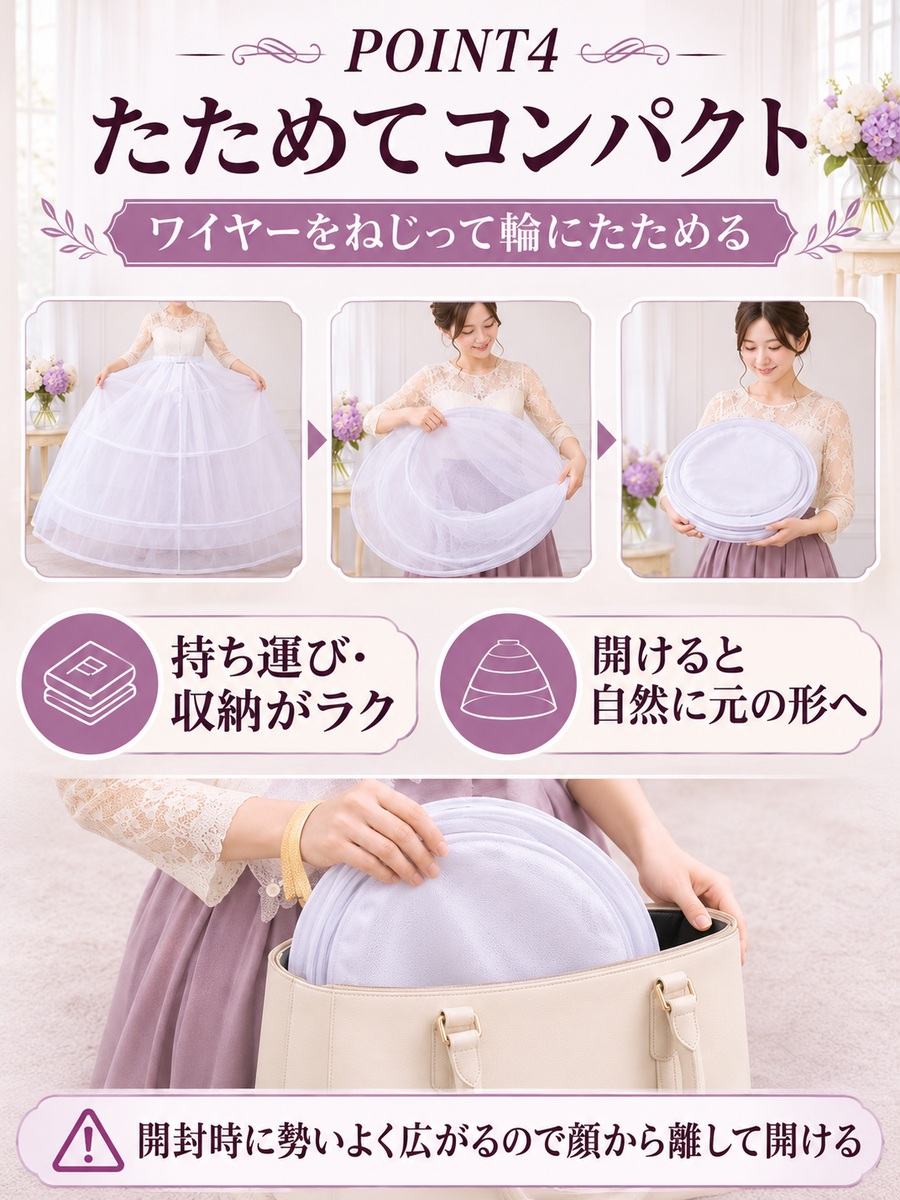 POINT4
たためてコンパクト
ワイヤーをねじって輪にたためる
持ち運び・
収納がラク
開けると
自然に元の形へ
開封時に勢いよく広がるので顔から離して開ける